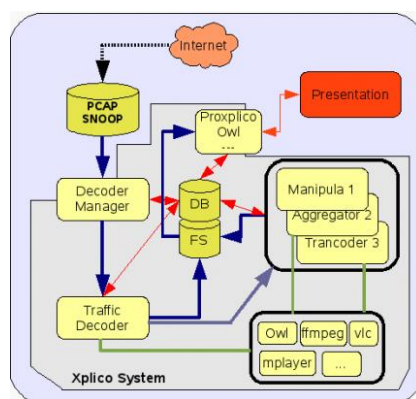 Internet
PCAP
SNOOP
Proxplico
Owl
...
Presentation
Decoder
Manager
DB
FS
Manipula 1
Aggregator 2
Trancoder 3
Traffic
Decoder
Owl
ffmpeg
vlc
mplayer
...
Xplico System